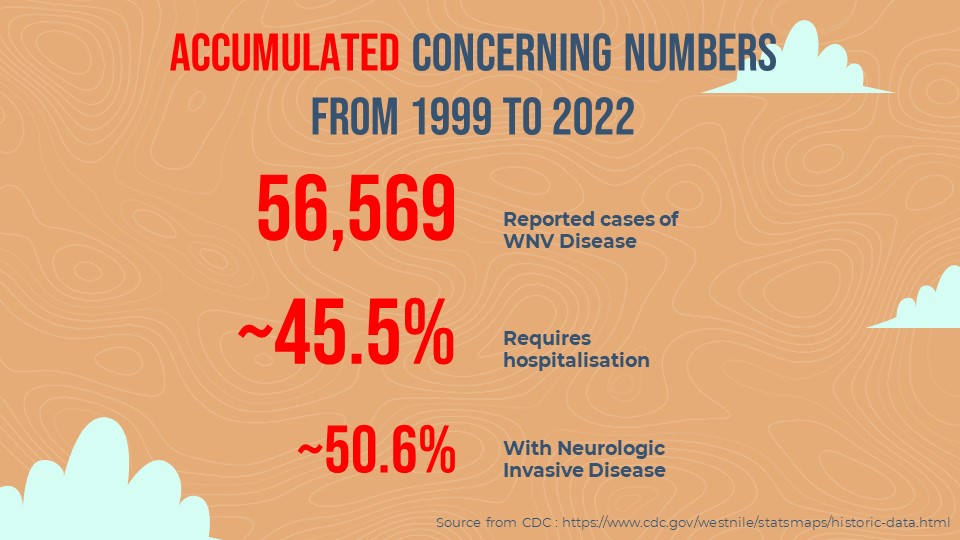 ACCUMULATED CONCERNING NUMBERS
FROM 1999 TO 2022
56,569
Reported cases of
WNV Disease
~45.5%
Requires
hospitalisation
~50.6%
With Neurologic
Invasive Disease
Source from CDC : https://www.cdc.gov/westnile/statsmaps/historic-data.html